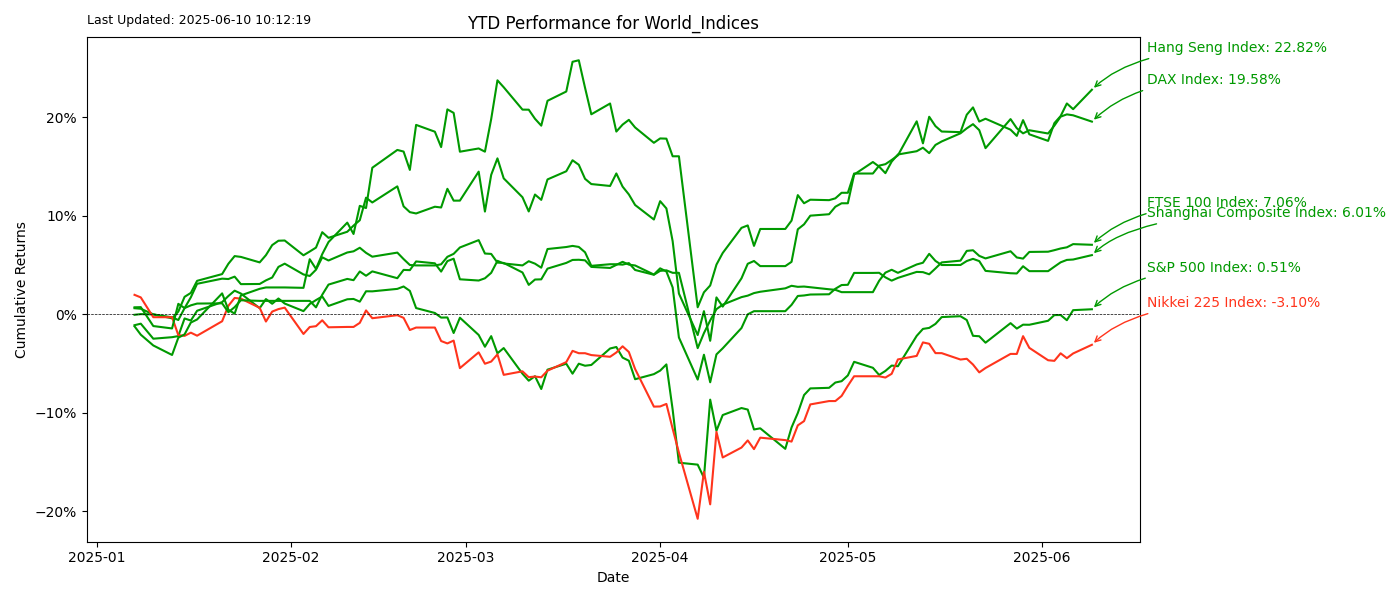 Last Updated: 2025-06-10 10:12:19
YTD Performance for World_Indices
Hang Seng Index: 22.82%
DAX Index: 19.58%
FTSE 100 Index: 7.06%
Shanghai Composite Index: 6.01%
S&P 500 Index: 0.51%
Nikkei 225 Index: -3.10%
Cumulative Returns
20%
10%
0%
−10%
−20%
2025-01
2025-02
2025-03
2025-04
2025-05
2025-06
Date